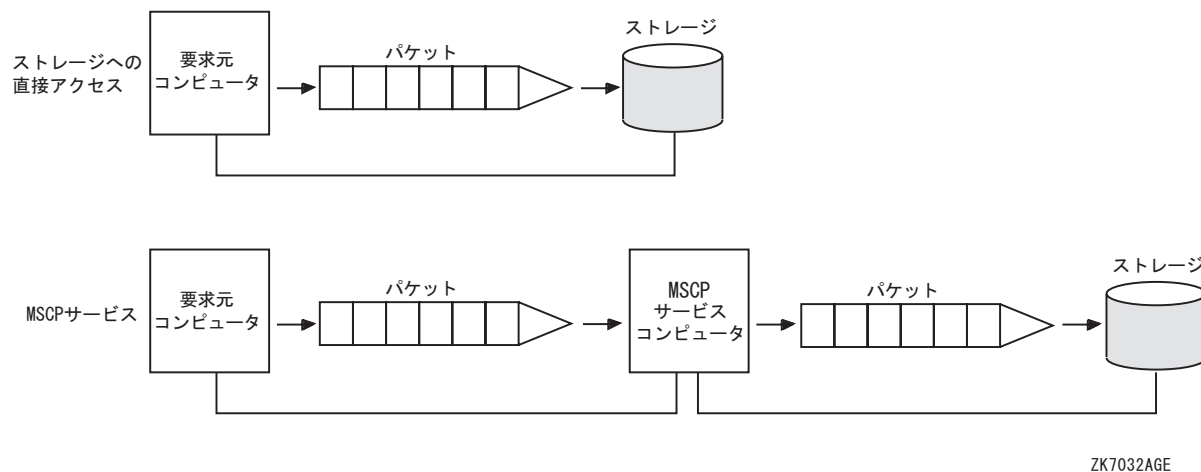 ストレージへの
直接アクセス
要求元
コンピュータ
パケット
ストレージ
MSCPサービス
要求元
コンピュータ
パケット
MSCP
サービス
コンピュータ
パケット
ストレージ
ZK7032AGE